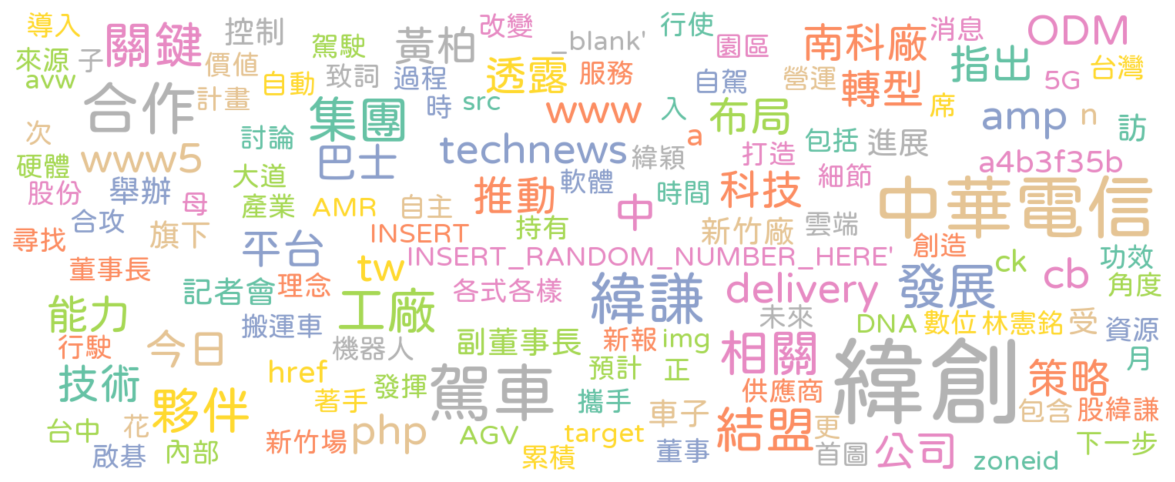 導入
關鍵
控制
駕駛
黃柏
改變
_blank'
行使
園區
南科廠
消息
ODM
來源
子
價值
自動
致詞
過程
透露
服務
自駕
營運
轉型
指出
5G
台灣
avw
合作
計畫
集團
時
src
www
入
布局
席
amp
n
訪
次
討論
巴士
technews
緯穎
a
打造
包括
進展
硬體
www5
大道
推動
軟體
時間
科技
細節
a4b3f35b
股份
舉辦
母
產業
AMR
自主
持有
中
新竹廠
雲端
中華電信
合攻
旗下
平台
INSERT
創造
尋找
董事長
tw
INSERT_RANDOM_NUMBER_HERE'
ck
cb
功效
角度
記者會
理念
各式各樣
緯謙
delivery
發展
能力
搬運車
工廠
副董事長
新報
img
未來
DNA
數位
林憲銘
受
資源
行駛
今日
機器人
相關
緯創
月
技術
href
發揮
駕車
預計
正
供應商
策略
夥伴
著手
攜手
車子
結盟
更
包含
股緯謙
台中
花
新竹場
php
AGV
target
董事
首圖
公司
下一步
啟碁
內部
累積
zoneid